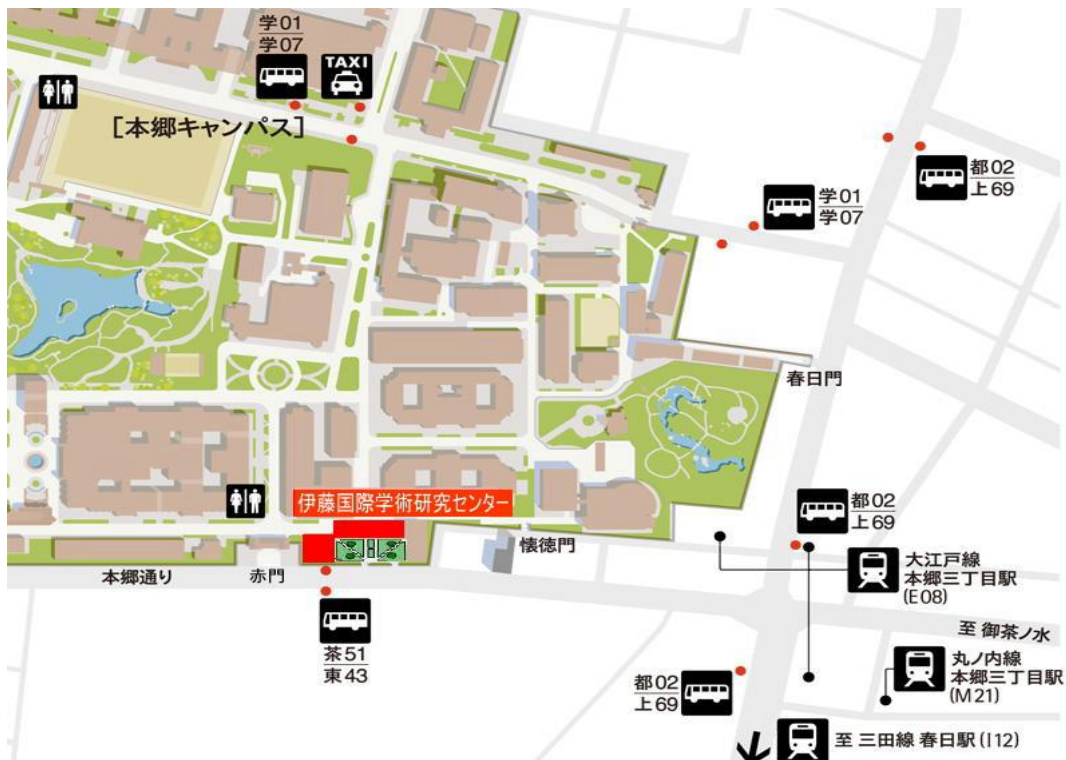 学01
学07
TAXI
[本郷キャンパス]
都02
上69
学01
学07
春日門
伊藤国際学術研究センター
都02
上69
懐徳門
本郷通り
赤門
大江戸線
本郷三丁目駅
(E08)
茶51
東43
至 御茶ノ水
丸ノ内線
本郷三丁目駅
(M21)
都02
上69
至 三田線 春日駅(I12)